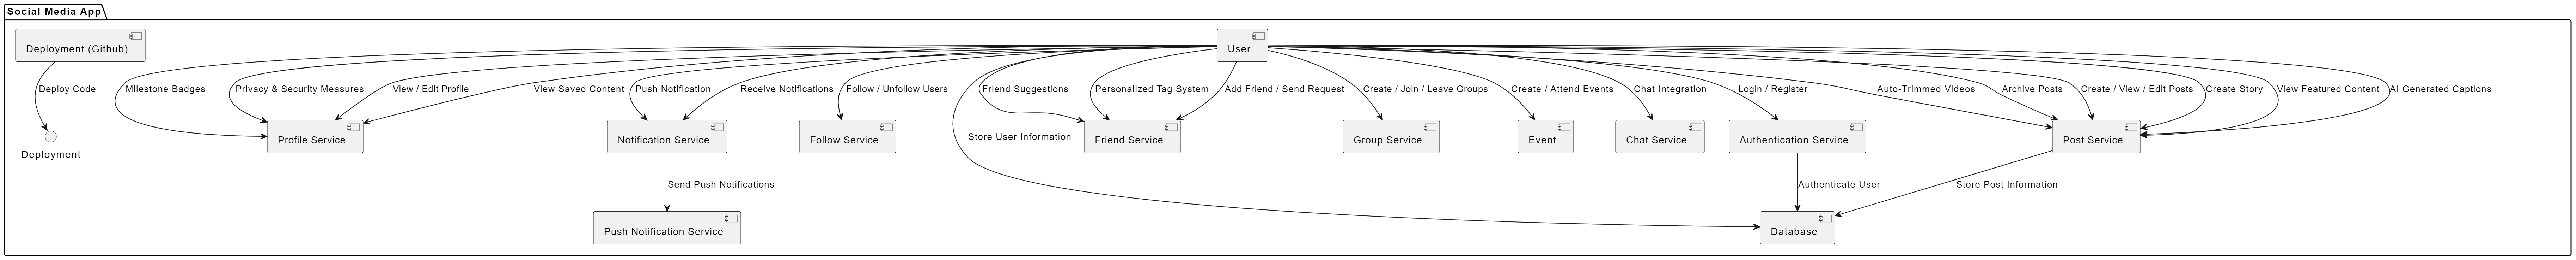 Social Media App
Deployment (Github)
User
Deploy Code
Milestone Badges
Privacy & Security Measures
View / Edit Profile
View Saved Content
Push Notification
Receive Notifications
Follow / Unfollow Users
Friend Suggestions
Personalized Tag System
Add Friend / Send Request
Create / Join / Leave Groups
Create / Attend Events
Chat Integration
Login / Register
Auto-Trimmed Videos
Archive Posts
Create / View / Edit Posts
Create Story
View Featured Content
AI Generated Captions
Deployment
Profile Service
Notification Service
Follow Service
Store User Information
Friend Service
Group Service
Event
Chat Service
Authentication Service
Post Service
Send Push Notifications
Authenticate User
Store Post Information
Push Notification Service
Database